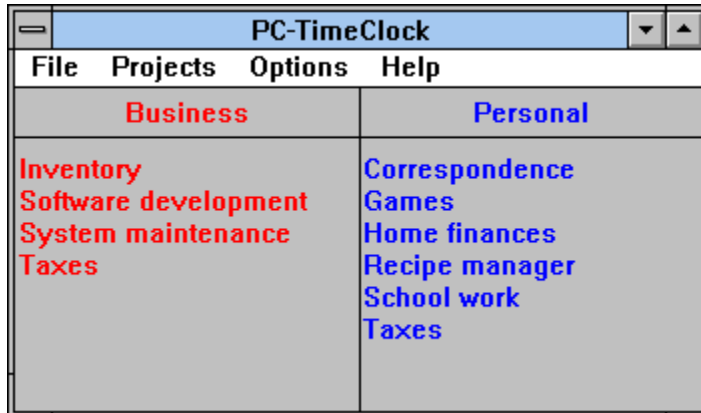 PC-TimeClock
File Projects Options Help
Business
Personal
Inventory
Software development
System maintenance
Taxes
Correspondence
Games
Home finances
Recipe manager
School work
Taxes